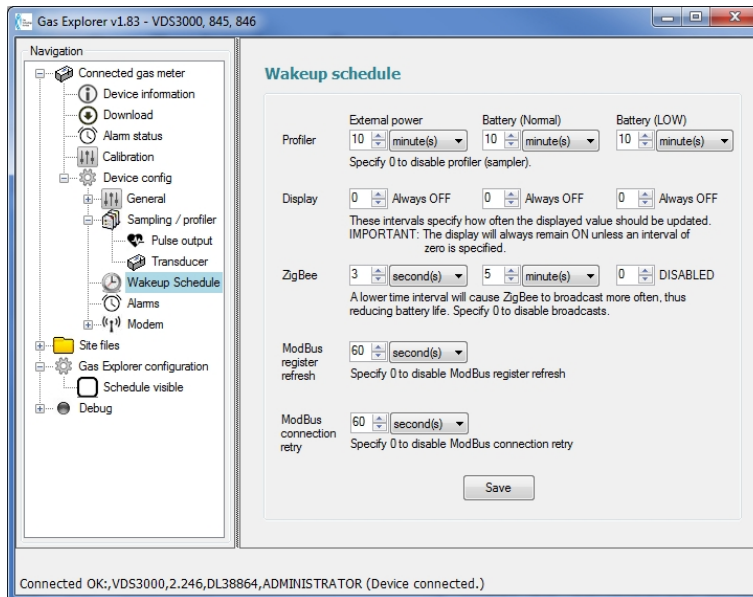 Gas Explorer v1.83 - VDS3000, 845, 846
Navigation
Connected gas meter
Device information
Download
Alarm status
Calibration
Device config
General
Sampling / profiler
Pulse output
Transducer
Wakeup Schedule
Alarms
Modem
Site files
Gas Explorer configuration
Schedule visible
Debug
Wakeup schedule
External power Battery (Normal) Battery (LOW)
Profiler 10 minute(s) 10 minute(s) 10 minute(s)
Specify 0 to disable profiler (sampler).
Display 0 Always OFF 0 Always OFF 0 Always OFF
These intervals specify how often the displayed value should be updated.
IMPORTANT: The display will always remain ON unless an interval of
zero is specified.
ZigBee 3 second(s) 5 minute(s) 0 DISABLED
A lower time interval will cause ZigBee to broadcast more often, thus
reducing battery life. Specify 0 to disable broadcasts.
ModBus
register
refresh
60 second(s)
Specify 0 to disable ModBus register refresh
ModBus
connection
retry
60 second(s)
Specify 0 to disable ModBus connection retry
Save
Connected OK:,VDS3000,2.246,DL38864,ADMINISTRATOR (Device connected.)